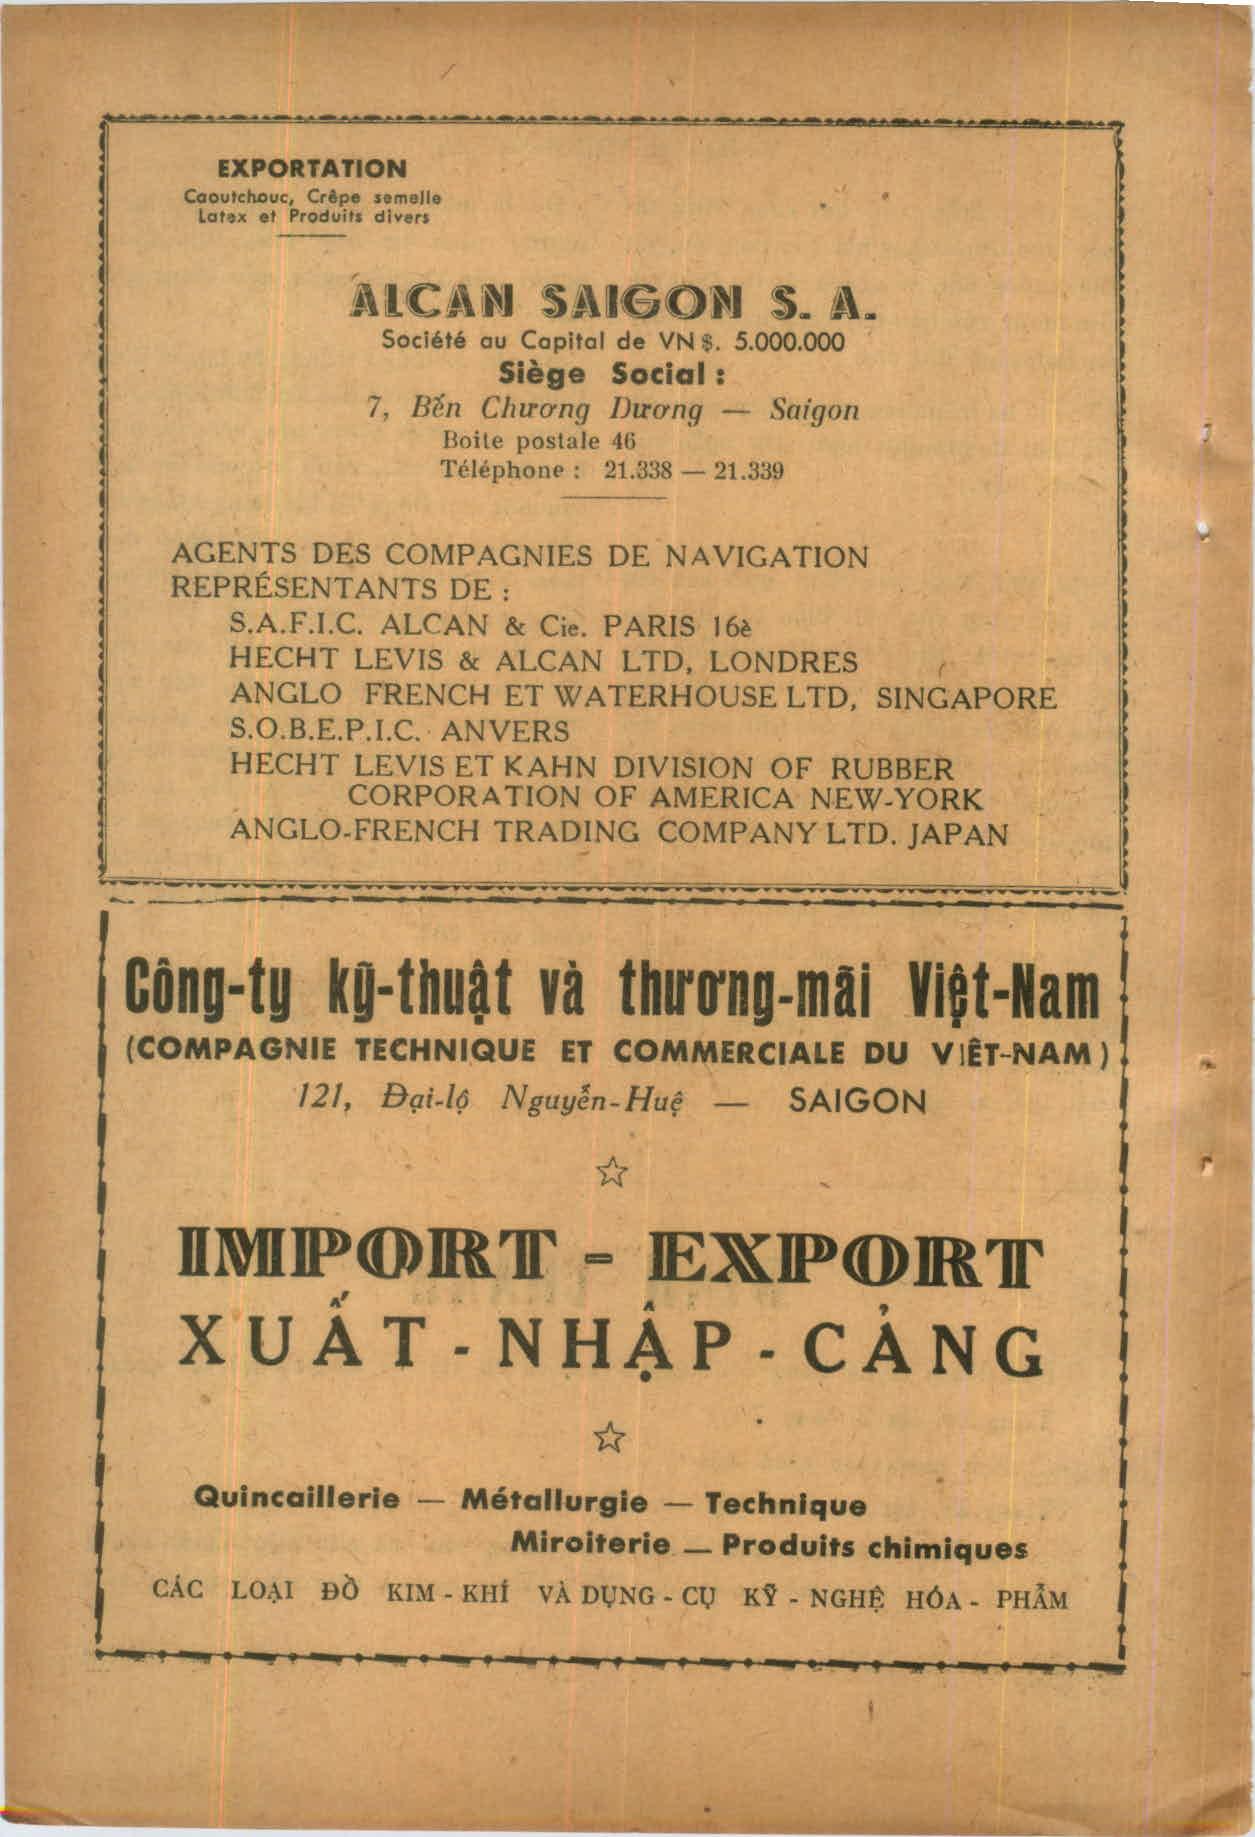 EXPORTATION
Caoutchouc, Crêpe semelle
Latex et Produits divers
ALCAN SAIGON S. A.
Société au Capital de VN $. 5.000.000
Siège Social :
7, Bến Chương Dương — Saigon
Boite postale 46
Téléphone : 21.338 — 21.339
AGENTS DES COMPAGNIES DE NAVIGATION
REPRÉSENTANTS DE :
S.A.F.I.C. ALCAN & Cie. PARIS 16è
HECHT LEVIS & ALCAN LTD, LONDRES
ANGLO FRENCH ET WATERHOUSE LTD, SINGAPORE
S.O.B.E.P.I.C. ANVERS
HECHT LEVIS ET KAHN DIVISION OF RUBBER
CORPORATION OF AMERICA NEW-YORK
ANGLO-FRENCH TRADING COMPANY LTD. JAPAN
Công-ty kỹ-thuật và thương-mãi Việt-Nam
(COMPAGNIE TECHNIQUE ET COMMERCIALE DU VIÊT-NAM)
121, Đại-lộ Nguyễn-Huệ — SAIGON
IMPORT - EXPORT
XUẤT - NHẬP - CẢNG
Quincaillerie — Métallurgie — Technique
Miroiterie — Produits chimiques
CÁC LOẠI ĐỒ KIM - KHÍ VÀ DỤNG - CỤ KỸ - NGHỆ HÓA - PHẨM